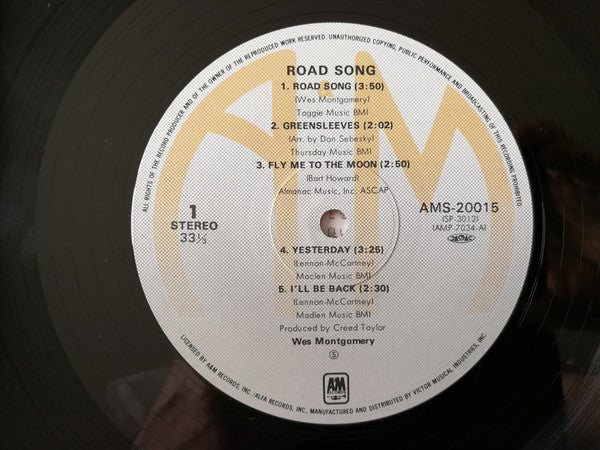 ALL RIGHTS OF THE RECORD PRODUCER AND OF THE OWNER OF THE REPRODUCED WORK RESERVED. UNAUTHORIZED COPYING, PUBLIC PERFORMANCE AND BROADCASTING OF THIS RECORDING PROHIBITED.
ROAD SONG
1. ROAD SONG (3:50)
(Wes Montgomery)
Taggie Music BMI
2. GREENSLEEVES (2:02)
(Arr. by Don Sebesky)
Thursday Music BMI
3. FLY ME TO THE MOON (2:50)
(Bart Howard)
Almanac Music, Inc. ASCAP
1
STEREO
33⅓
AMS-20015
(SP-3012)
(AMP-7034-A)
4. YESTERDAY (3:25)
(Lennon-McCartney)
Maclen Music BMI
5. I'LL BE BACK (2:30)
(Lennon-McCartney)
Madlen Music BMI
Produced by Creed Taylor
Wes Montgomery
S
A&M
RECORDS
LICENSED BY A&M RECORDS, INC./ALFA RECORDS, INC., MANUFACTURED AND DISTRIBUTED BY VICTOR MUSICAL INDUSTRIES, INC.